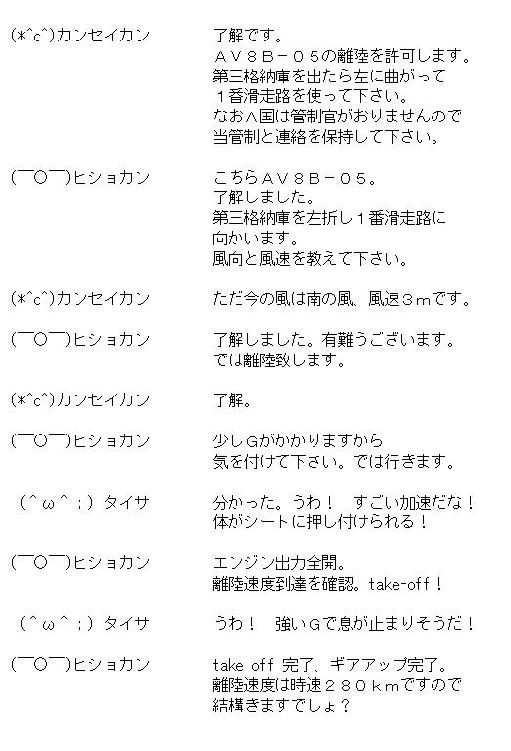 (*^c^)カンセイカン 了解です。
ＡＶ８Ｂ－０５の離陸を許可します。
第三格納庫を出たら左に曲がって
１番滑走路を使って下さい。
なお∧国は管制官がおりませんので
当管制と連絡を保持して下さい。
(￣○￣)ヒショカン こちらＡＶ８Ｂ－０５。
了解しました。
第三格納庫を左折し１番滑走路に
向かいます。
風向と風速を教えて下さい。
(*^c^)カンセイカン ただ今の風は南の風、風速３ｍです。
(￣○￣)ヒショカン 了解しました。有難うございます。
では離陸致します。
(*^c^)カンセイカン 了解。
(￣○￣)ヒショカン 少しＧがかかりますから
気を付けて下さい。では行きます。
(＾ω＾；) タイサ 分かった。うわ！　すごい加速だな！
体がシートに押し付けられる！
(￣○￣)ヒショカン エンジン出力全開。
離陸速度到達を確認。take-off！
(＾ω＾；) タイサ うわ！　強いＧで息が止まりそうだ！
(￣○￣)ヒショカン take off 完了、ギアアップ完了。
離陸速度は時速２８０ｋｍですので
結構きますでしょ？